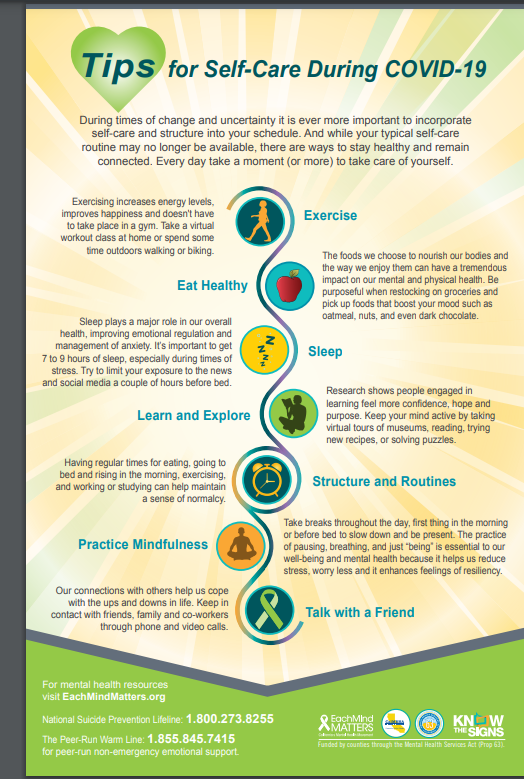 Tips for Self-Care During COVID-19
During times of change and uncertainty it is ever more important to incorporate
self-care and structure into your schedule. And while your typical self-care
routine may no longer be available, there are ways to stay healthy and remain
connected. Every day take a moment (or more) to take care of yourself.
Exercising increases energy levels,
improves happiness and doesn't have
to take place in a gym. Take a virtual
workout class at home or spend some
time outdoors walking or biking.
Exercise
Eat Healthy
The foods we choose to nourish our bodies and
the way we enjoy them can have a tremendous
impact on our mental and physical health. Be
purposeful when restocking on groceries and
pick up foods that boost your mood such as
oatmeal, nuts, and even dark chocolate.
Sleep plays a major role in our overall
health, improving emotional regulation and
management of anxiety. It's important to get
7 to 9 hours of sleep, especially during times of
stress. Try to limit your exposure to the news
and social media a couple of hours before bed.
z z z z
Sleep
Learn and Explore
Research shows people engaged in
learning feel more confidence, hope and
purpose. Keep your mind active by taking
virtual tours of museums, reading, trying
new recipes, or solving puzzles.
Having regular times for eating, going to
bed and rising in the morning, exercising,
and working or studying can help maintain
a sense of normalcy.
Structure and Routines
Practice Mindfulness
Take breaks throughout the day, first thing in the morning
or before bed to slow down and be present. The practice
of pausing, breathing, and just “being” is essential to our
well-being and mental health because it helps us reduce
stress, worry less and it enhances feelings of resiliency.
Our connections with others help us cope
with the ups and downs in life. Keep in
contact with friends, family and co-workers
through phone and video calls.
Talk with a Friend
For mental health resources
visit EachMindMatters.org
National Suicide Prevention Lifeline: 1.800.273.8255
The Peer-Run Warm Line: 1.855.845.7415
for peer-run non-emergency emotional support.
EachMind
MATTERS
KNOW
THE SIGNS
Funded by counties through the Mental Health Services Act (Prop 63).